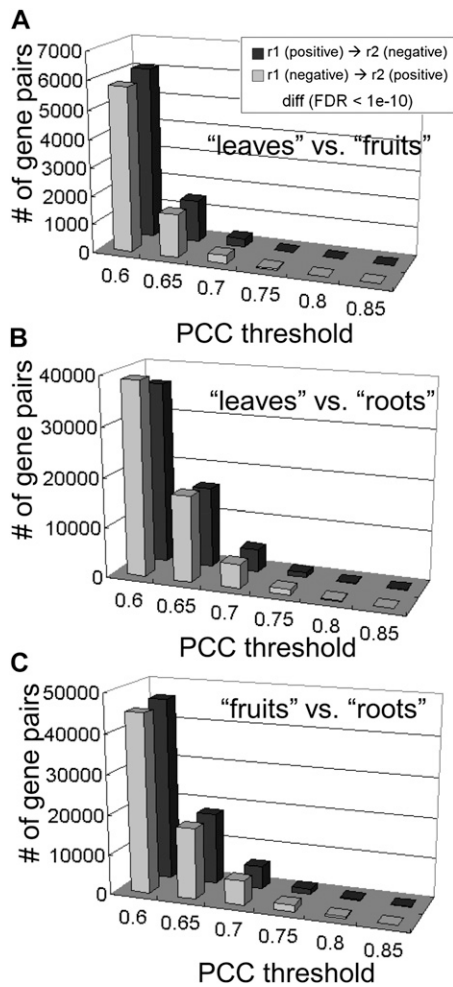 A
r1 (positive) → r2 (negative)
r1 (negative) → r2 (positive)
diff (FDR < 1e-10)
“leaves” vs. “fruits”
# of gene pairs
7000
6000
5000
4000
3000
2000
1000
0
0.6 0.65 0.7 0.75 0.8 0.85
PCC threshold
B
“leaves” vs. “roots”
# of gene pairs
40000
30000
20000
10000
0
0.6 0.65 0.7 0.75 0.8 0.85
PCC threshold
C
“fruits” vs. “roots”
# of gene pairs
50000
40000
30000
20000
10000
0
0.6 0.65 0.7 0.75 0.8 0.85
PCC threshold